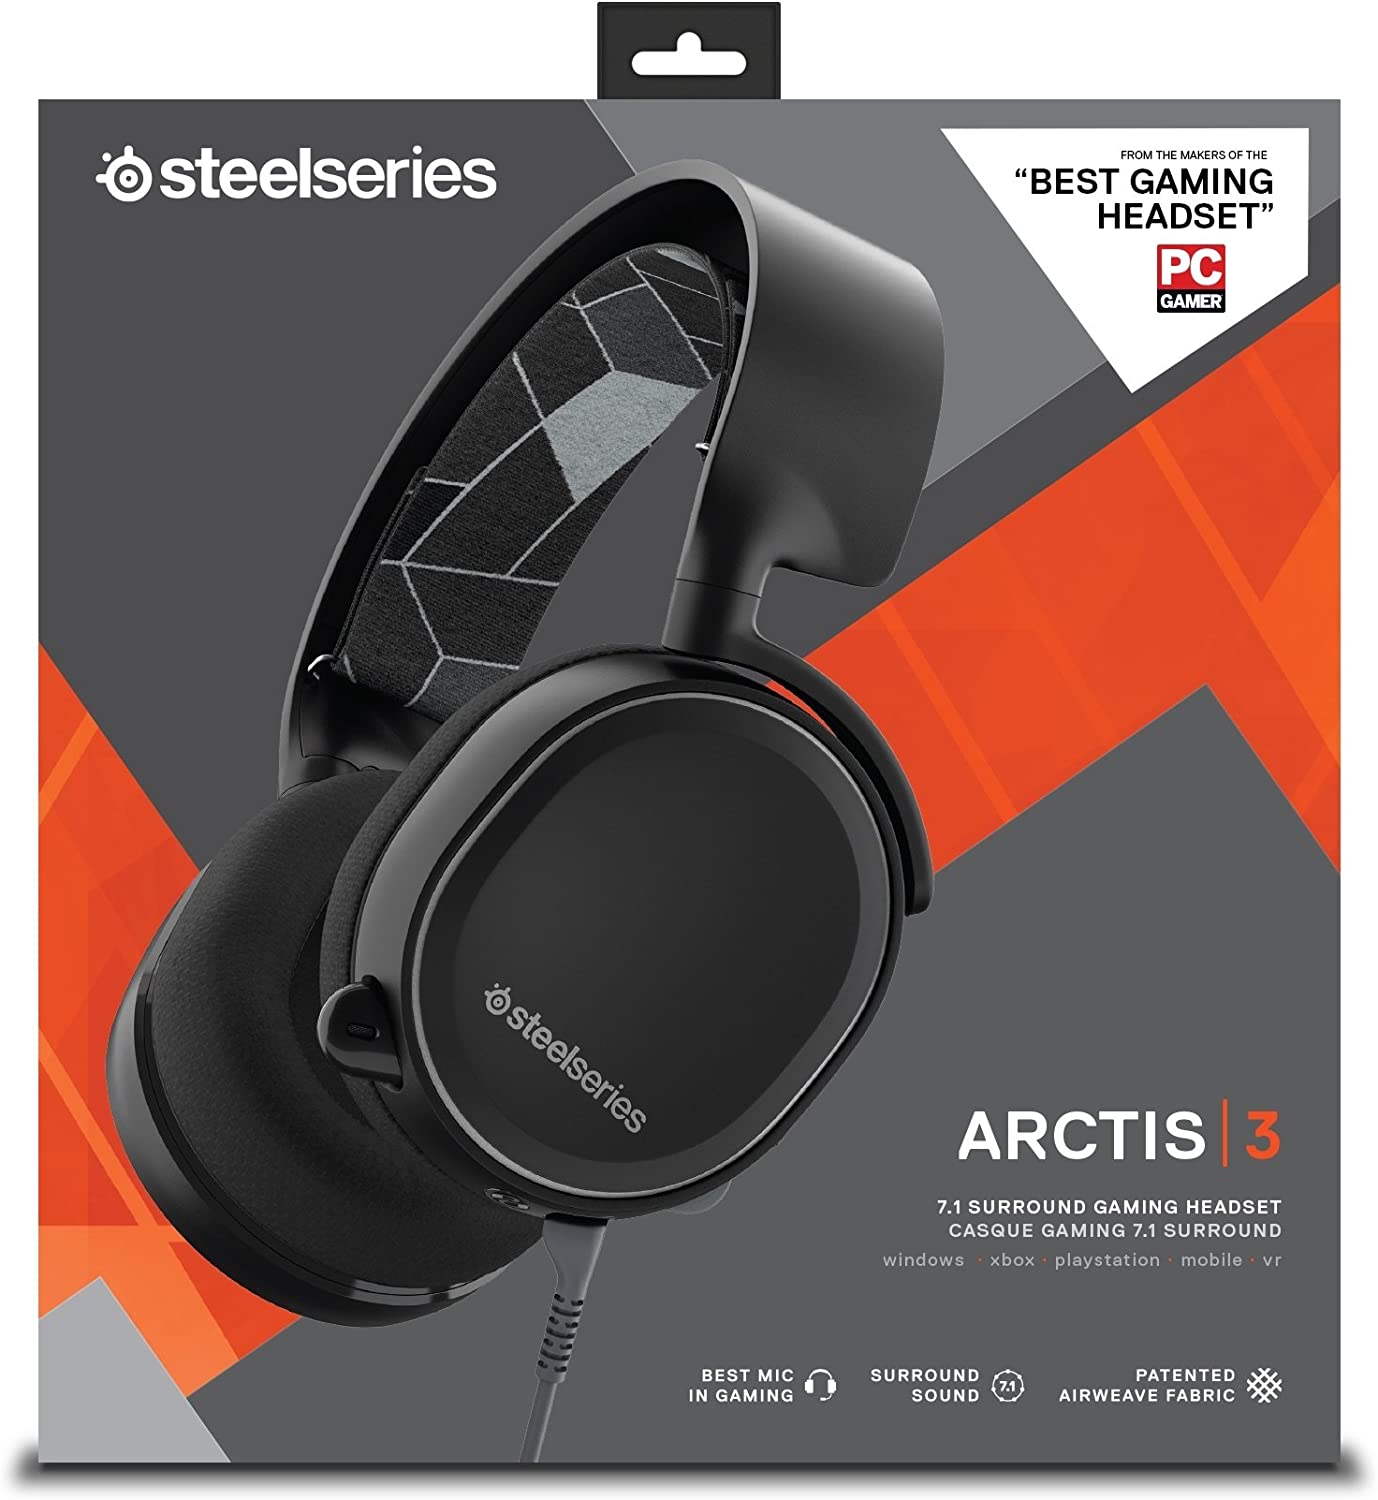 steelseries
FROM THE MAKERS OF THE
“BEST GAMING
HEADSET”
PC
GAMER
steelseries
ARCTIS | 3
7.1 SURROUND GAMING HEADSET
CASQUE GAMING 7.1 SURROUND
windows · xbox · playstation · mobile · vr
BEST MIC
IN GAMING
SURROUND
SOUND
7.1
PATENTED
AIRWEAVE FABRIC